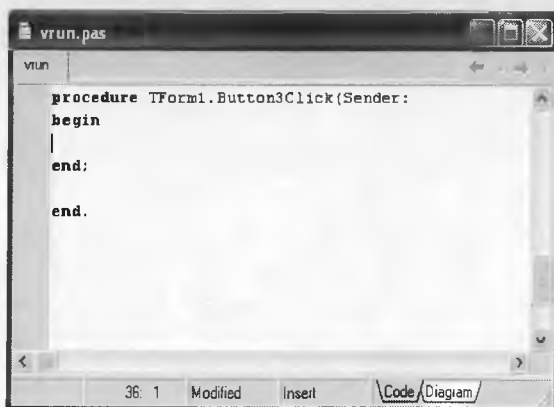 vrun.pas
vrun
procedure TForm1.Button3Click(Sender:
begin
end;
end.
36: 1 Modified Insert Code Diagram